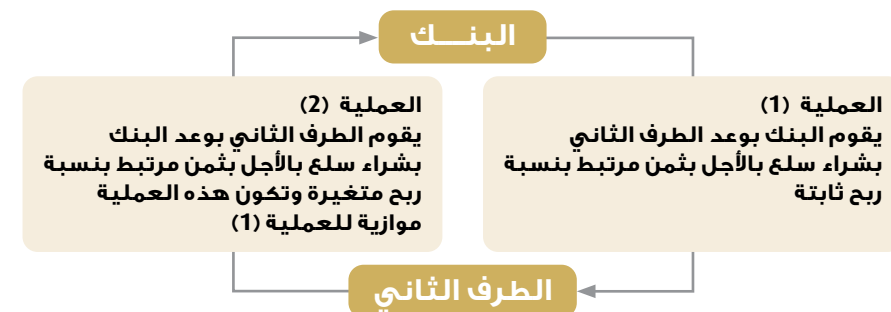 البنـــك
العملية (1)
يقوم البنك بوعد الطرف الثاني
بشراء سلع بالأجل بثمن مرتبط بنسبة
ربح ثابتة
العملية (2)
يقوم الطرف الثاني بوعد البنك
بشراء سلع بالأجل بثمن مرتبط بنسبة
ربح متغيرة وتكون هذه العملية
موازية للعملية (1)
الطرف الثاني